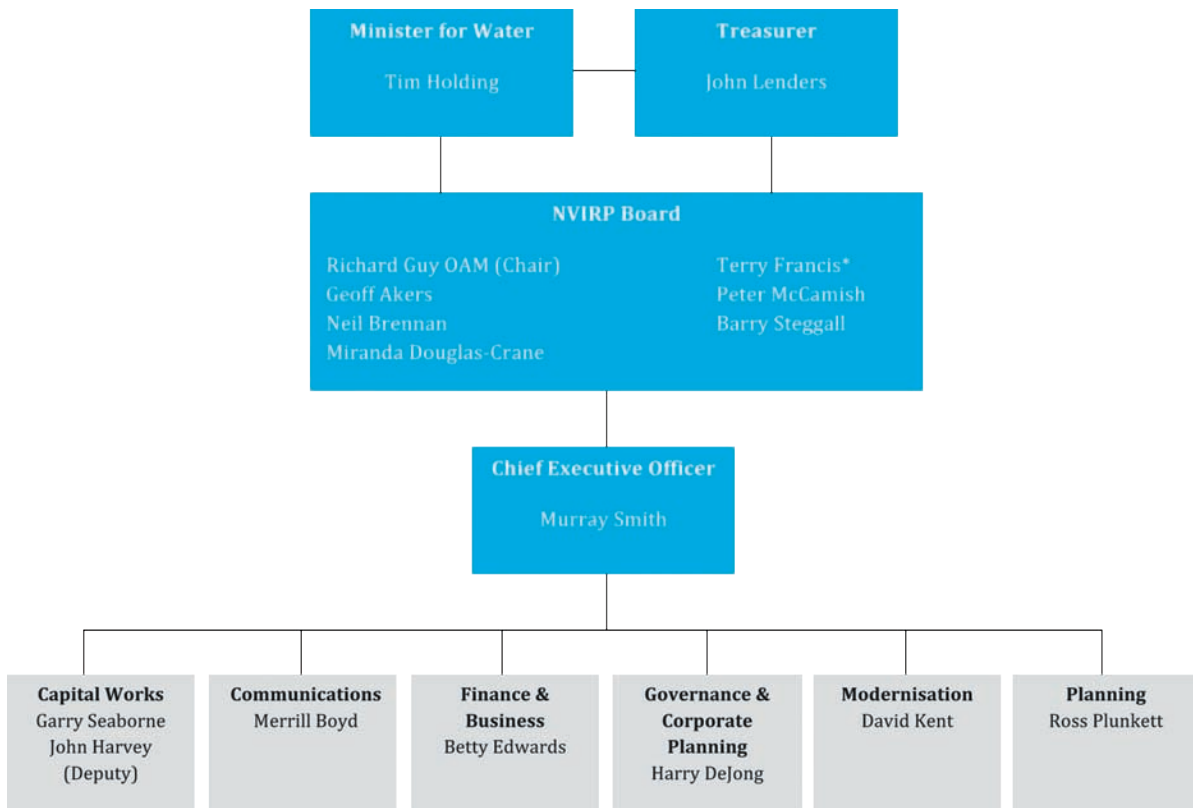 Minister for Water
Tim Holding
Treasurer
John Lenders
NVIRP Board
Richard Guy OAM (Chair)
Geoff Akers
Neil Brennan
Miranda Douglas-Crane
Terry Francis*
Peter McCamish
Barry Steggall
Chief Executive Officer
Murray Smith
Capital Works
Garry Seaborne
John Harvey
(Deputy)
Communications
Merrill Boyd
Finance &
Business
Betty Edwards
Governance &
Corporate
Planning
Harry DeJong
Modernisation
David Kent
Planning
Ross Plunkett